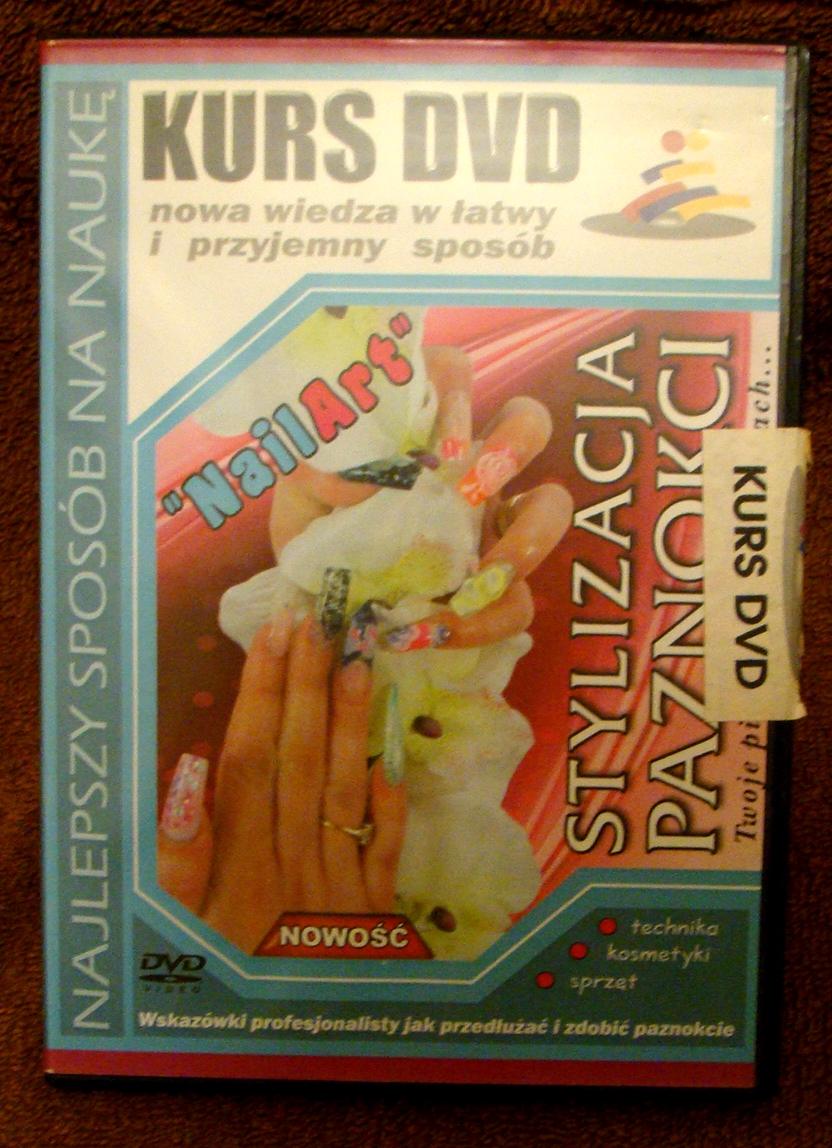 KURS DVD
nowa wiedza w łatwy
i przyjemny sposób
NAJLEPSZY SPOSÓB NA NAUKĘ
"NailArt"
STYLIZACJA
PAZNOKCI
Twoje
KURS DVD
NOWOŚĆ
technika
kosmetyki
sprzęt
DVD
VIDEO
Wskazówki profesjonalisty jak przedłużać i zdobić paznokcie